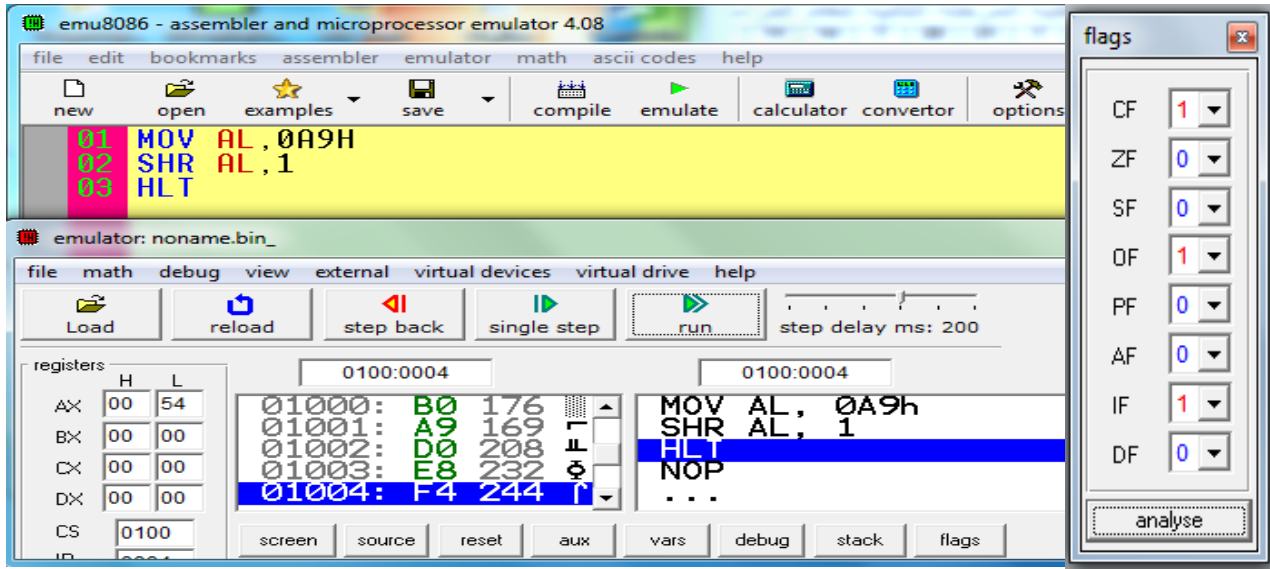 emu8086 - assembler and microprocessor emulator 4.08
file edit bookmarks assembler emulator math ascii codes help
new open examples save compile emulate calculator convertor options
01 MOV AL,0A9H
02 SHR AL,1
03 HLT
emulator: noname.bin_
file math debug view external virtual devices virtual drive help
Load reload step back single step run step delay ms: 200
registers
H L
AX 00 54
BX 00 00
CX 00 00
DX 00 00
CS 0100
0100:0004
01000: B0 176 ▒
01001: A9 169 ⌐
01002: D0 208 ╨
01003: E8 232 Φ
01004: F4 244 ⌠
0100:0004
MOV AL, 0A9h
SHR AL, 1
HLT
NOP
...
screen source reset aux vars debug stack flags
flags
CF 1
ZF 0
SF 0
OF 1
PF 0
AF 0
IF 1
DF 0
analyse